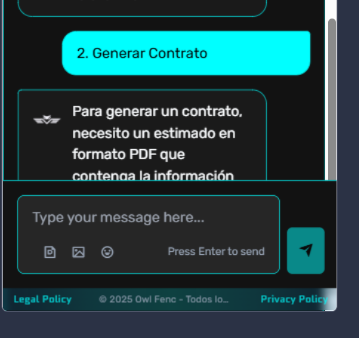 2. Generar Contrato
Para generar un contrato,
necesito un estimado en
formato PDF que
contenga la información
Type your message here...
Press Enter to send
Legal Policy © 2025 Owl Fenc - Todos lo... Privacy Policy